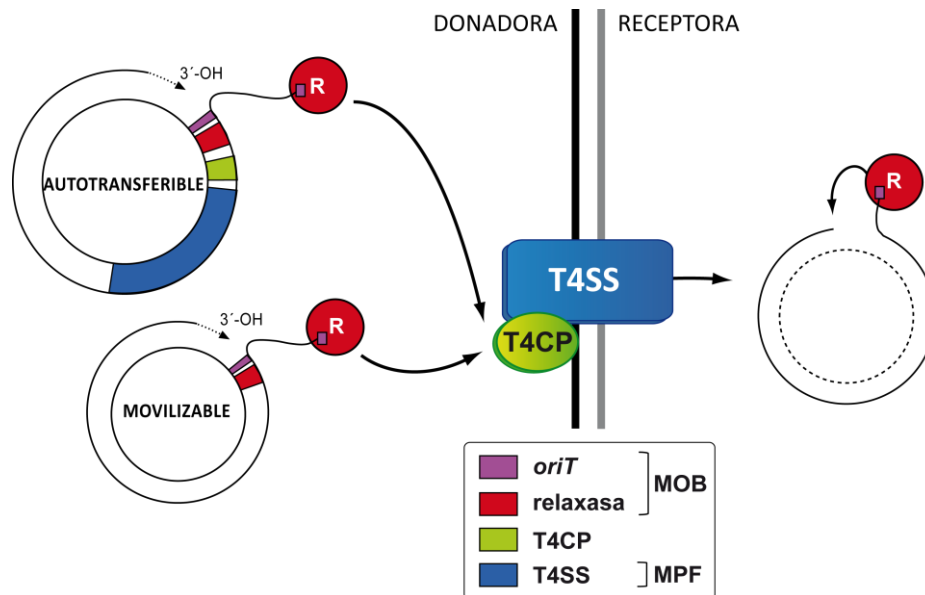 DONADORA
RECEPTORA
3´-OH
R
AUTOTRANSFERIBLE
R
T4SS
T4CP
3´-OH
R
MOVILIZABLE
oriT
relaxasa
MOB
T4CP
T4SS
MPF